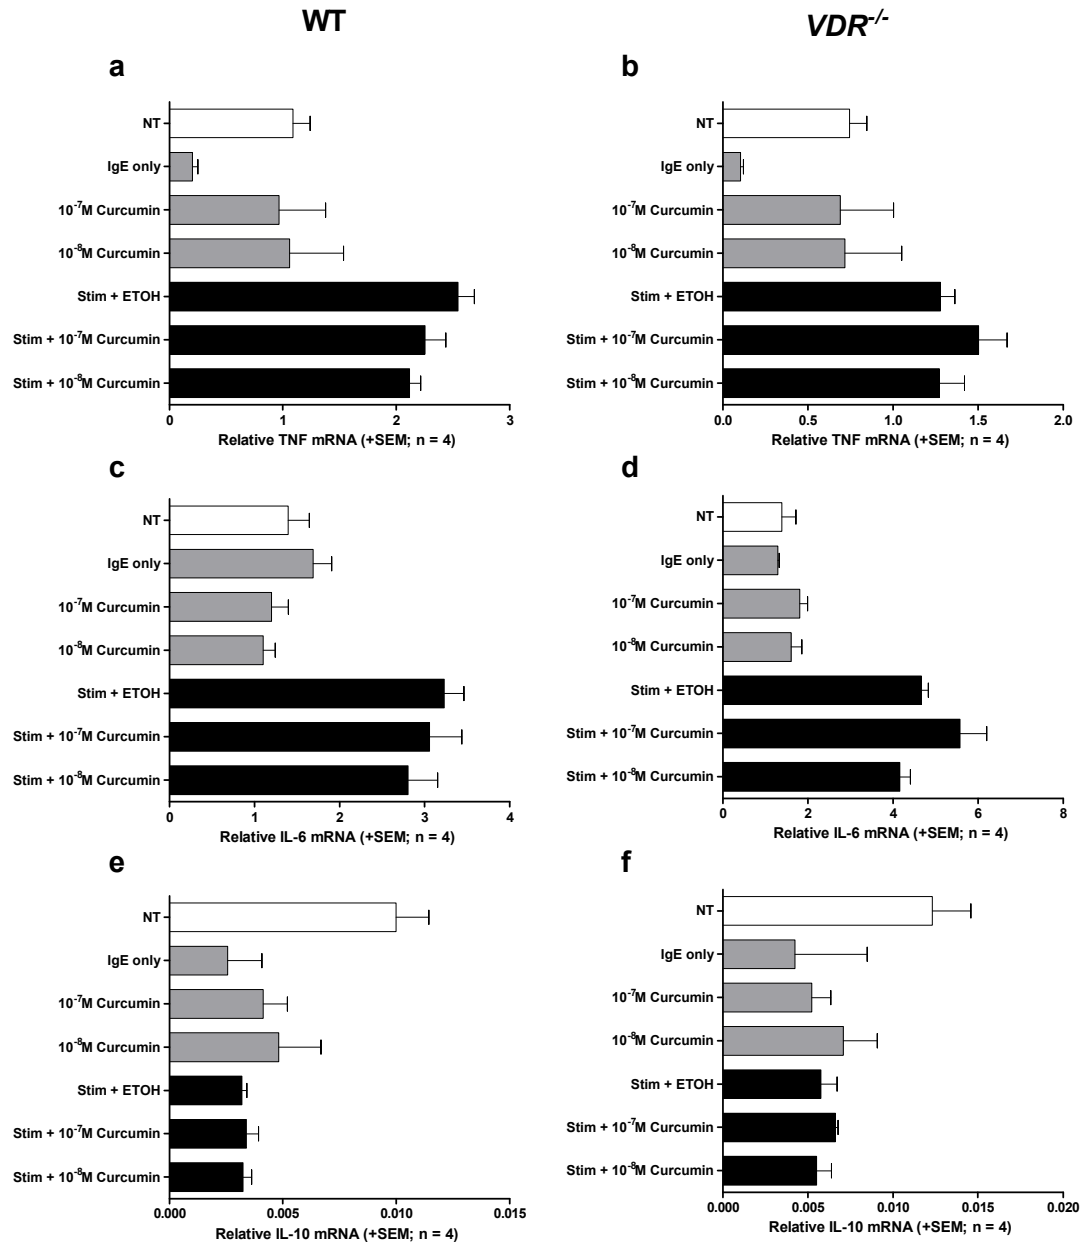 WT
VDR-/-
a
NT
IgE only
10-7M Curcumin
10-8M Curcumin
Stim + ETOH
Stim + 10-7M Curcumin
Stim + 10-8M Curcumin
0 1 2 3
Relative TNF mRNA (+SEM; n = 4)
b
NT
IgE only
10-7M Curcumin
10-8M Curcumin
Stim + ETOH
Stim + 10-7M Curcumin
Stim + 10-8M Curcumin
0.0 0.5 1.0 1.5 2.0
Relative TNF mRNA (+SEM; n = 4)
c
NT
IgE only
10-7M Curcumin
10-8M Curcumin
Stim + ETOH
Stim + 10-7M Curcumin
Stim + 10-8M Curcumin
0 1 2 3 4
Relative IL-6 mRNA (+SEM; n = 4)
d
NT
IgE only
10-7M Curcumin
10-8M Curcumin
Stim + ETOH
Stim + 10-7M Curcumin
Stim + 10-8M Curcumin
0 2 4 6 8
Relative IL-6 mRNA (+SEM; n = 4)
e
NT
IgE only
10-7M Curcumin
10-8M Curcumin
Stim + ETOH
Stim + 10-7M Curcumin
Stim + 10-8M Curcumin
0.000 0.005 0.010 0.015
Relative IL-10 mRNA (+SEM; n = 4)
f
NT
IgE only
10-7M Curcumin
10-8M Curcumin
Stim + ETOH
Stim + 10-7M Curcumin
Stim + 10-8M Curcumin
0.000 0.005 0.010 0.015 0.020
Relative IL-10 mRNA (+SEM; n = 4)